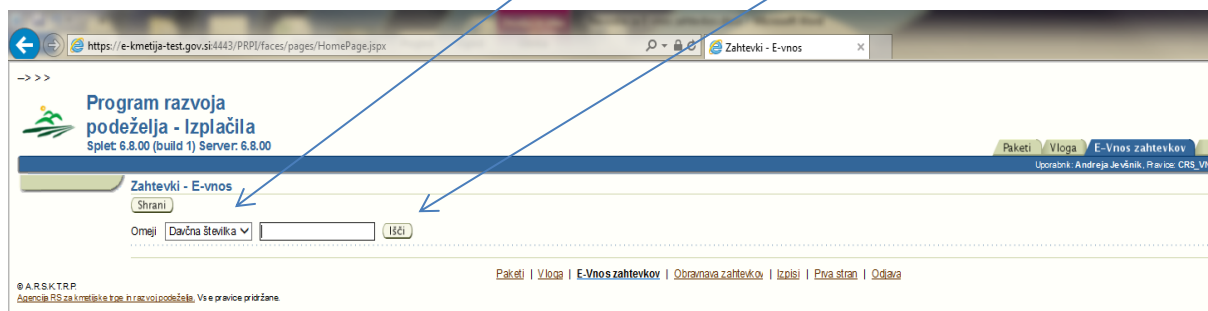 https://e-kmetija-test.gov.si:4443/PRPI/faces/pages/HomePage.jspx
Zahtevki - E-vnos
–> > >
Program razvoja
podeželja - Izplačila
Splet: 6.8.00 (build 1) Server: 6.8.00
Paketi Vloga E-Vnos zahtevkov
Uporabnik: Andreja Jevšnik, Pravice: CRS_VN
Zahtevki - E-vnos
Shrani
Omeji Davčna številka Išči
Paketi | Vloga | E-Vnos zahtevkov | Obravnava zahtevkov | Izpisi | Prva stran | Odjava
© A.R.S.K.T.R.P.
Agencija RS za kmetijske trge in razvoj podeželja, Vse pravice pridržane.